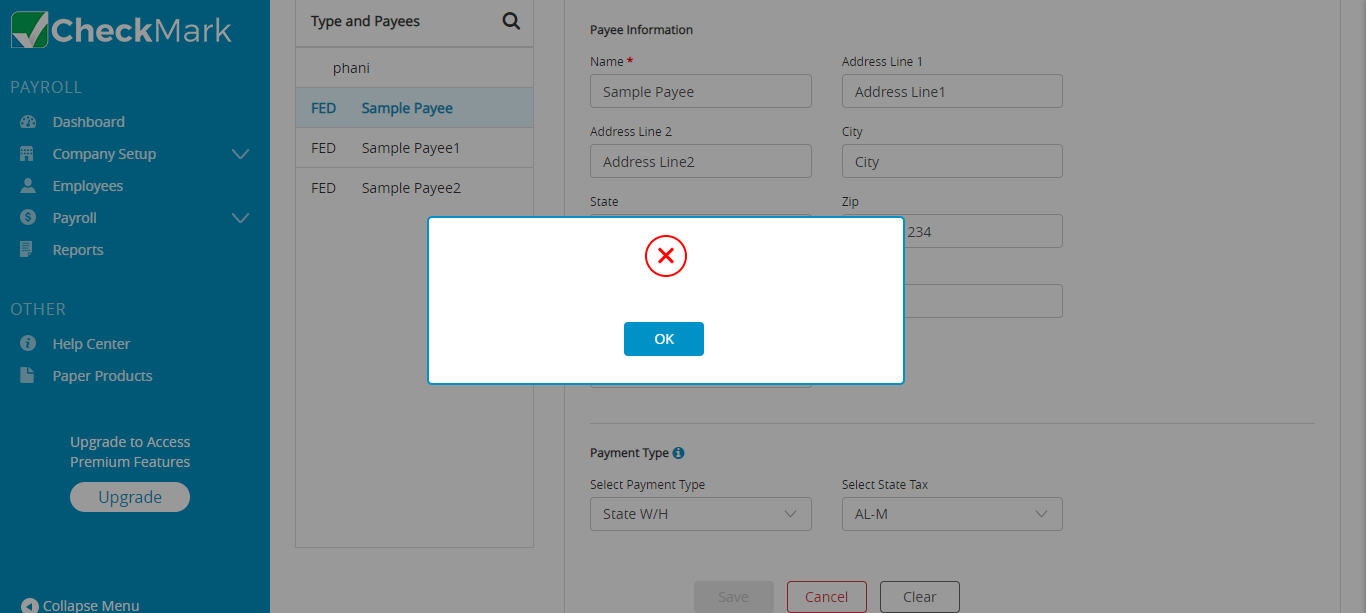 CheckMark
PAYROLL
Dashboard
Company Setup
Employees
Payroll
Reports
OTHER
Help Center
Paper Products
Upgrade to Access
Premium Features
Upgrade
Collapse Menu
Type and Payees
phani
FED Sample Payee
FED Sample Payee1
FED Sample Payee2
Payee Information
Name * Address Line 1
Sample Payee Address Line1
Address Line 2 City
Address Line2 City
State Zip
234
OK
Payment Type
Select Payment Type Select State Tax
State W/H AL-M
Save Cancel Clear